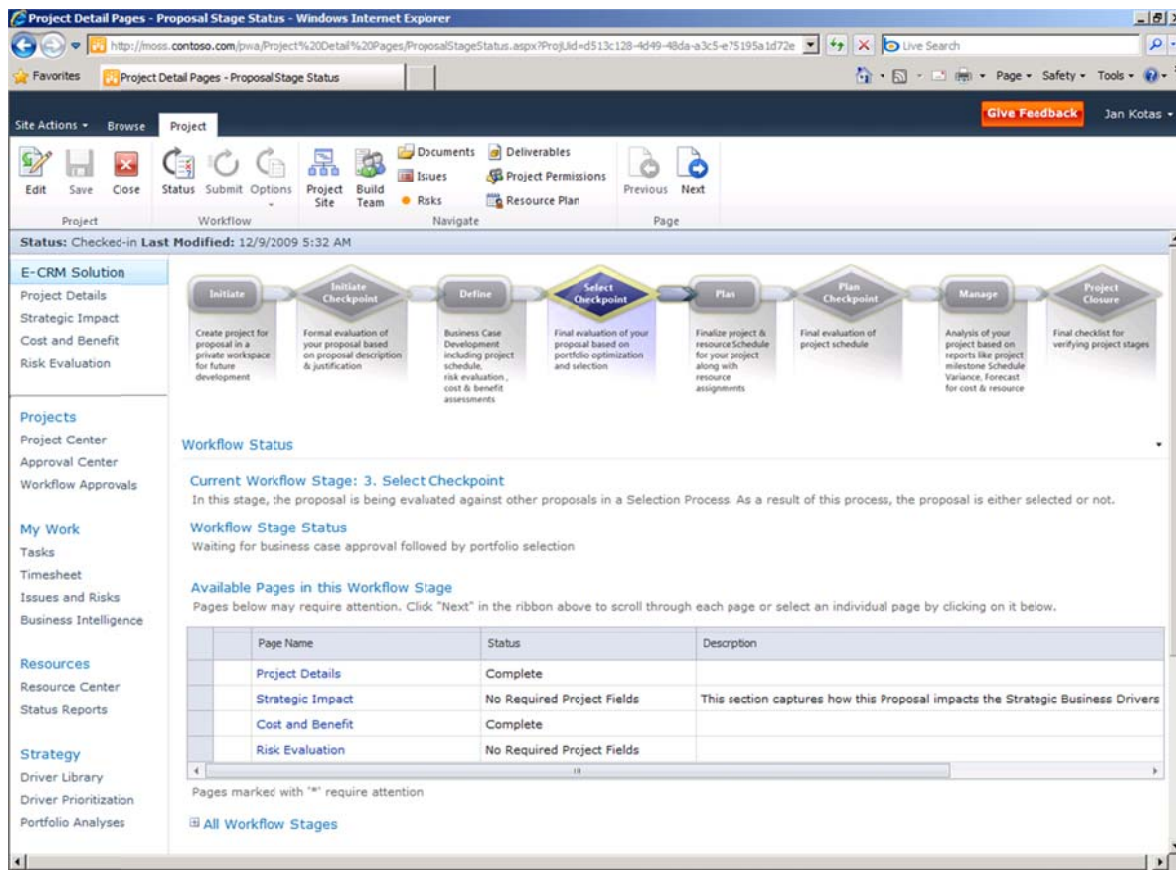 Project Detail Pages - Proposal Stage Status - Windows Internet Explorer
http://moss.contoso.com/pwa/Project%20Detail%20Pages/ProposalStageStatus.aspx?ProjUid=d513c128-4d49-48da-a3c5-e75195a1d72e
Live Search
Favorites
Project Detail Pages - Proposal Stage Status
Page
Safety
Tools
Site Actions
Browse
Project
Give Feedback
Jan Kotas
Edit
Save
Close
Status
Submit
Options
Project Site
Build Team
Documents
Issues
Risks
Deliverables
Project Permissions
Resource Plan
Previous
Next
Project
Workflow
Navigate
Page
Status: Checked-in Last Modified: 12/9/2009 5:32 AM
E-CRM Solution
Project Details
Strategic Impact
Cost and Benefit
Risk Evaluation
Projects
Project Center
Approval Center
Workflow Approvals
My Work
Tasks
Timesheet
Issues and Risks
Business Intelligence
Resources
Resource Center
Status Reports
Strategy
Driver Library
Driver Prioritization
Portfolio Analyses
Initiate
Create project for
proposal in a
private workspace
for future
development
Initiate
Checkpoint
Formal evaluation of
your proposal based
on proposal description
& justification
Define
Business Case
Development
including project
schedule,
risk evaluation,
cost & benefit
assessments
Select
Checkpoint
Final evaluation of your
proposal based on
portfolio optimization
and selection
Plan
Finalize project &
resource Schedule
for your project
along with
resource
assignments
Plan
Checkpoint
Final evaluation of
project schedule
Manage
Analysis of your
project based on
reports like project
milestone Schedule
Variance, Forecast
for cost & resource
Project
Closure
Final checklist for
verifying project stages
Workflow Status
Current Workflow Stage: 3. Select Checkpoint
In this stage, the proposal is being evaluated against other proposals in a Selection Process. As a result of this process, the proposal is either selected or not.
Workflow Stage Status
Waiting for business case approval followed by portfolio selection
Available Pages in this Workflow Stage
Pages below may require attention. Click "Next" in the ribbon above to scroll through each page or select an individual page by clicking on it below.
Page Name Status Description
Project Details Complete
Strategic Impact No Required Project Fields This section captures how this Proposal impacts the Strategic Business Drivers
Cost and Benefit Complete
Risk Evaluation No Required Project Fields
Pages marked with "*" require attention
All Workflow Stages